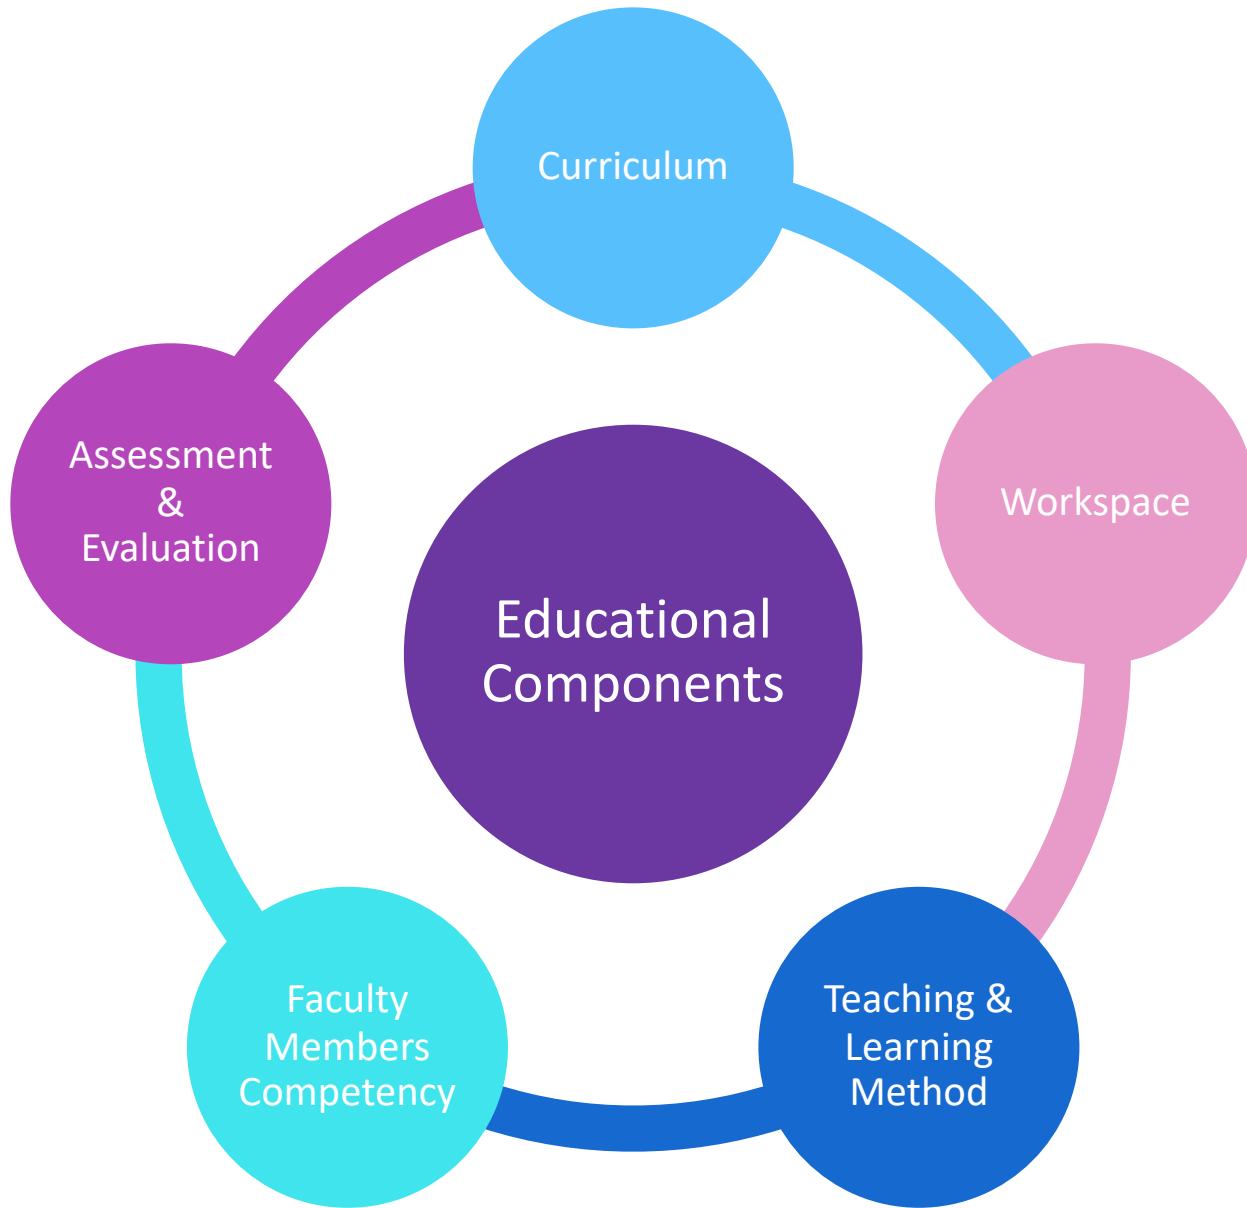 Curriculum
Workspace
Teaching &
Learning
Method
Faculty
Members
Competency
Assessment
&
Evaluation
Educational
Components